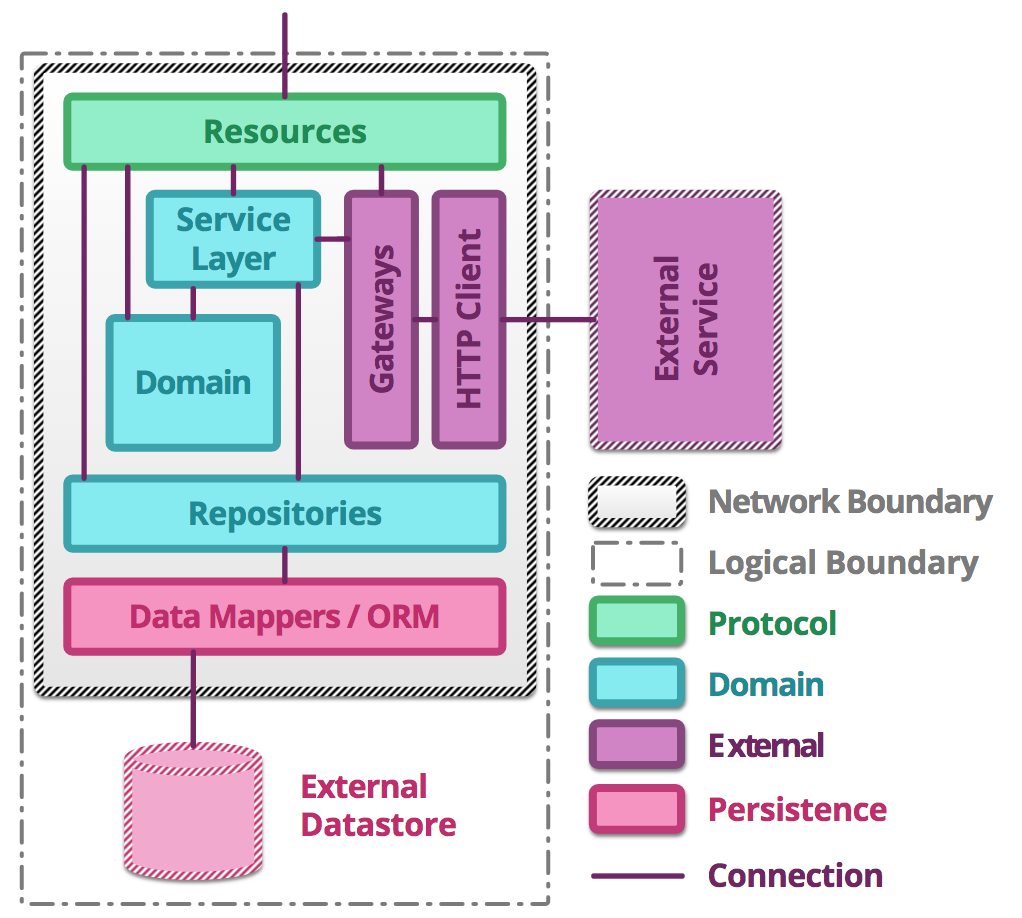 Resources
Service
Layer
Gateways
HTTP Client
External
Service
Domain
Repositories
Data Mappers / ORM
External
Datastore
Network Boundary
Logical Boundary
Protocol
Domain
External
Persistence
Connection